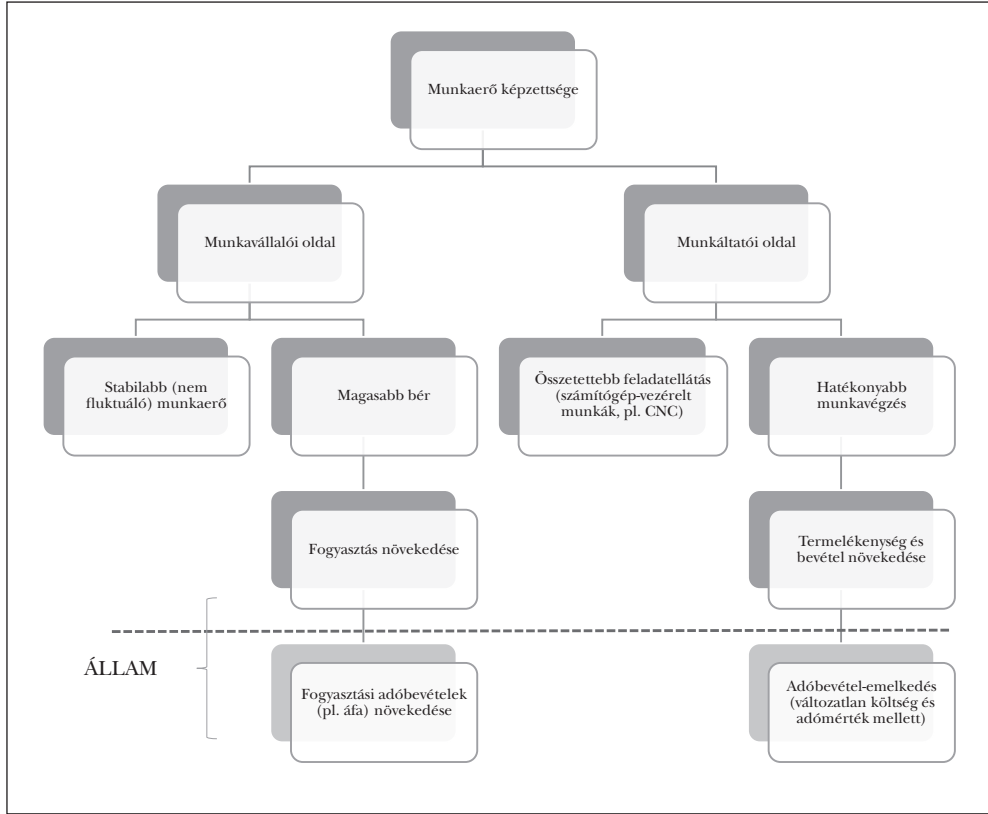 Munkaerő képzettsége
Munkavállalói oldal
Munkáltatói oldal
Stabilabb (nem
fluktuáló) munkaerő
Magasabb bér
Összetettebb feladatellátás
(számítógép-vezérelt
munkák, pl. CNC)
Hatékonyabb
munkavégzés
Fogyasztás növekedése
Termelékenység és
bevétel növekedése
ÁLLAM
Fogyasztási adóbevételek
(pl. áfa) növekedése
Adóbevétel-emelkedés
(változatlan költség és
adómérték mellett)